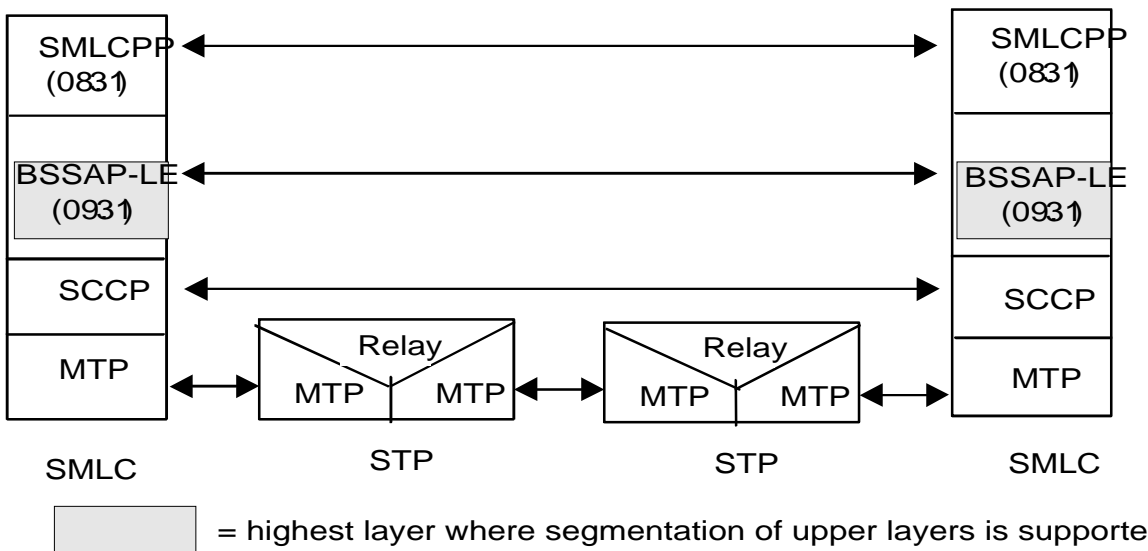 SMLCPP
(0831)
SMLCPP
(0831)
BSSAP-LE
(0931)
BSSAP-LE
(0931)
SCCP
SCCP
MTP
Relay
MTP
MTP
Relay
MTP
MTP
MTP
SMLC
STP
STP
SMLC
= highest layer where segmentation of upper layers is supporte